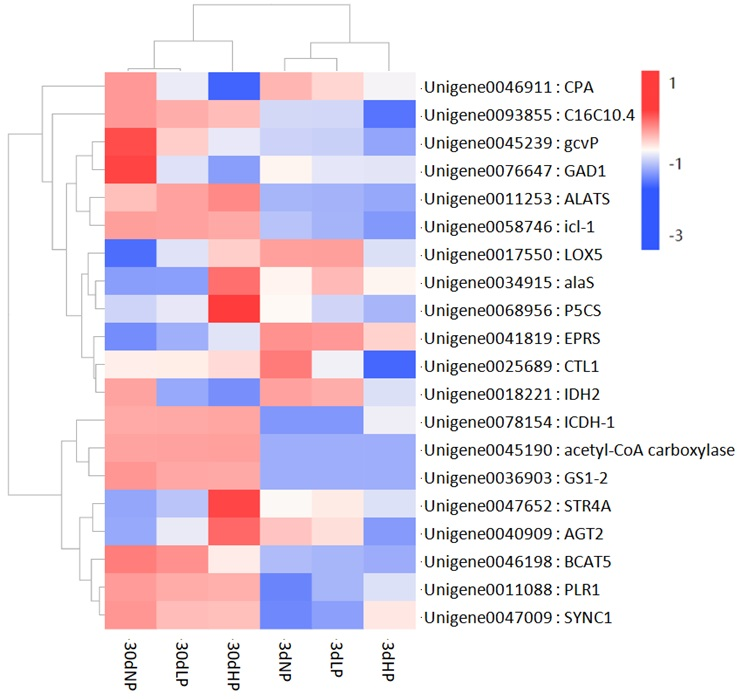 Unigene0046911 : CPA
Unigene0093855 : C16C10.4
Unigene0045239 : gcvP
Unigene0076647 : GAD1
Unigene0011253 : ALATS
Unigene0058746 : icl-1
Unigene0017550 : LOX5
Unigene0034915 : alaS
Unigene0068956 : P5CS
Unigene0041819 : EPRS
Unigene0025689 : CTL1
Unigene0018221 : IDH2
Unigene0078154 : ICDH-1
Unigene0045190 : acetyl-CoA carboxylase
Unigene0036903 : GS1-2
Unigene0047652 : STR4A
Unigene0040909 : AGT2
Unigene0046198 : BCAT5
Unigene0011088 : PLR1
Unigene0047009 : SYNC1
1
-1
-3
30dNP
30dLP
30dHP
3dNP
3dLP
3dHP